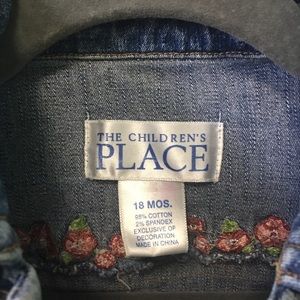 THE CHILDREN'S
PLACE
18 MOS.
98% COTTON
2% SPANDEX
EXCLUSIVE OF
DECORATION
MADE IN CHINA